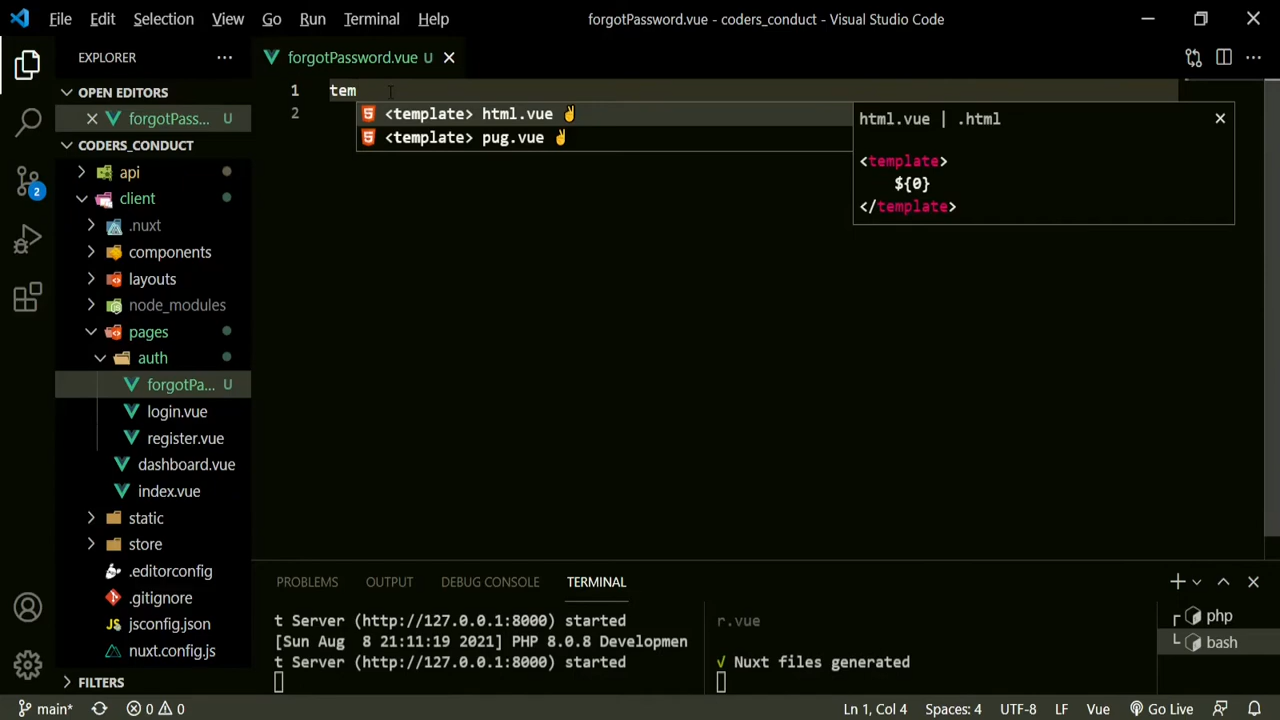 File Edit Selection View Go Run Terminal Help
forgotPassword.vue - coders_conduct - Visual Studio Code
EXPLORER
OPEN EDITORS
forgotPass... U
CODERS_CONDUCT
api
client
.nuxt
components
layouts
node_modules
pages
auth
forgotPa... U
login.vue
register.vue
dashboard.vue
index.vue
static
store
.editorconfig
.gitignore
jsconfig.json
nuxt.config.js
FILTERS
2
forgotPassword.vue U
1 tem
2
<template> html.vue ✌
<template> pug.vue ✌
html.vue | .html
<template>
${0}
</template>
PROBLEMS OUTPUT DEBUG CONSOLE TERMINAL
t Server (http://127.0.0.1:8000) started
[Sun Aug 8 21:11:19 2021] PHP 8.0.8 Developmen
t Server (http://127.0.0.1:8000) started
r.vue
√ Nuxt files generated
php
bash
main* 0 0
Ln 1, Col 4 Spaces: 4 UTF-8 LF Vue Go Live